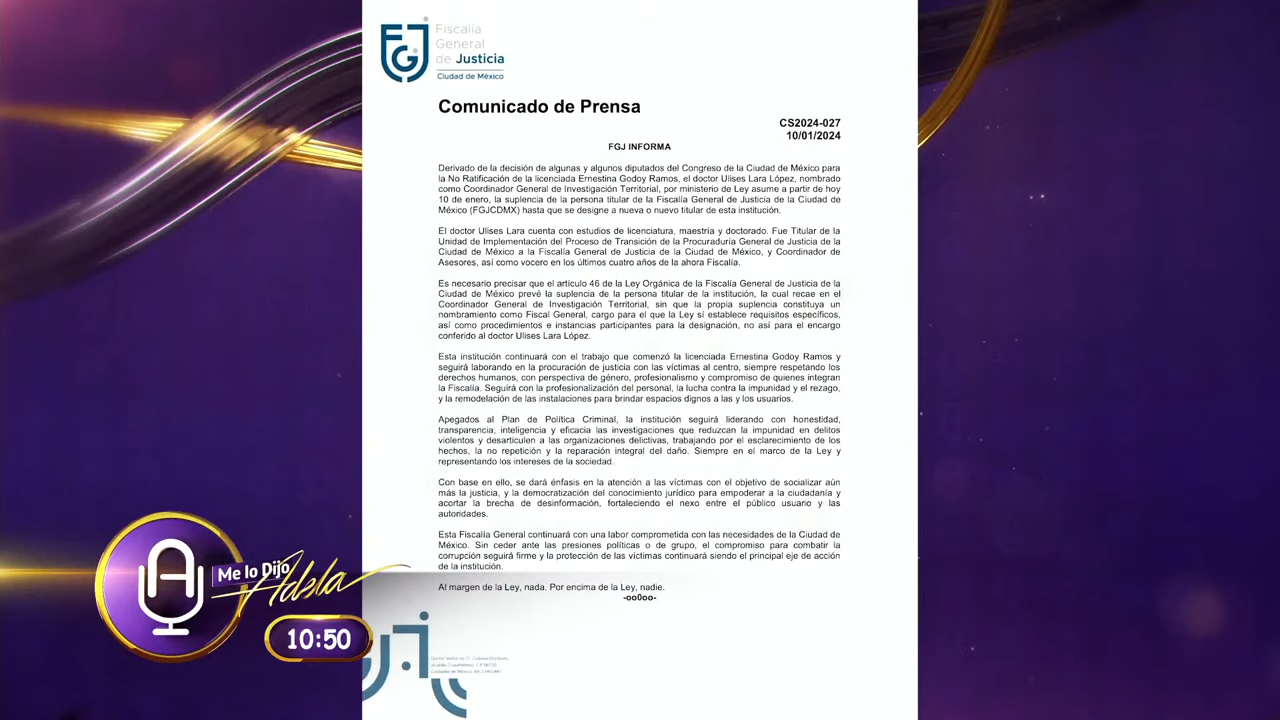 Fiscalía
General
de Justicia
Ciudad de México
Comunicado de Prensa
CS2024-027
10/01/2024
FGJ INFORMA
Derivado de la decisión de algunas y algunos diputados del Congreso de la Ciudad de México para
la No Ratificación de la licenciada Ernestina Godoy Ramos, el doctor Ulises Lara López, nombrado
como Coordinador General de Investigación Territorial, por ministerio de Ley asume a partir de hoy
10 de enero, la suplencia de la persona titular de la Fiscalía General de Justicia de la Ciudad de
México (FGJCDMX) hasta que se designe a nueva o nuevo titular de esta institución.
El doctor Ulises Lara cuenta con estudios de licenciatura, maestría y doctorado. Fue Titular de la
Unidad de Implementación del Proceso de Transición de la Procuraduría General de Justicia de la
Ciudad de México a la Fiscalía General de Justicia de la Ciudad de México, y Coordinador de
Asesores, así como vocero en los últimos cuatro años de la ahora Fiscalía.
Es necesario precisar que el artículo 46 de la Ley Orgánica de la Fiscalía General de Justicia de la
Ciudad de México prevé la suplencia de la persona titular de la institución, la cual recae en el
Coordinador General de Investigación Territorial, sin que la propia suplencia constituya un
nombramiento como Fiscal General, cargo para el que la Ley sí establece requisitos específicos,
así como procedimientos e instancias participantes para la designación, no así para el encargo
conferido al doctor Ulises Lara López.
Esta institución continuará con el trabajo que comenzó la licenciada Ernestina Godoy Ramos y
seguirá laborando en la procuración de justicia con las víctimas al centro, siempre respetando los
derechos humanos, con perspectiva de género, profesionalismo y compromiso de quienes integran
la Fiscalía. Seguirá con la profesionalización del personal, la lucha contra la impunidad y el rezago,
y la remodelación de las instalaciones para brindar espacios dignos a las y los usuarios.
Apegados al Plan de Política Criminal, la institución seguirá liderando con honestidad,
transparencia, inteligencia y eficacia las investigaciones que reduzcan la impunidad en delitos
violentos y desarticulen a las organizaciones delictivas, trabajando por el esclarecimiento de los
hechos, la no repetición y la reparación integral del daño. Siempre en el marco de la Ley y
representando los intereses de la sociedad.
Con base en ello, se dará énfasis en la atención a las víctimas con el objetivo de socializar aún
más la justicia, y la democratización del conocimiento jurídico para empoderar a la ciudadanía y
acortar la brecha de desinformación, fortaleciendo el nexo entre el público usuario y las
autoridades.
Esta Fiscalía General continuará con una labor comprometida con las necesidades de la Ciudad de
México. Sin ceder ante las presiones políticas o de grupo, el compromiso para combatir la
corrupción seguirá firme y la protección de las víctimas continuará siendo el principal eje de acción
de la institución.
Al margen de la Ley, nada. Por encima de la Ley, nadie.
-oo0oo-
Me lo Dijo
Adela
10:50